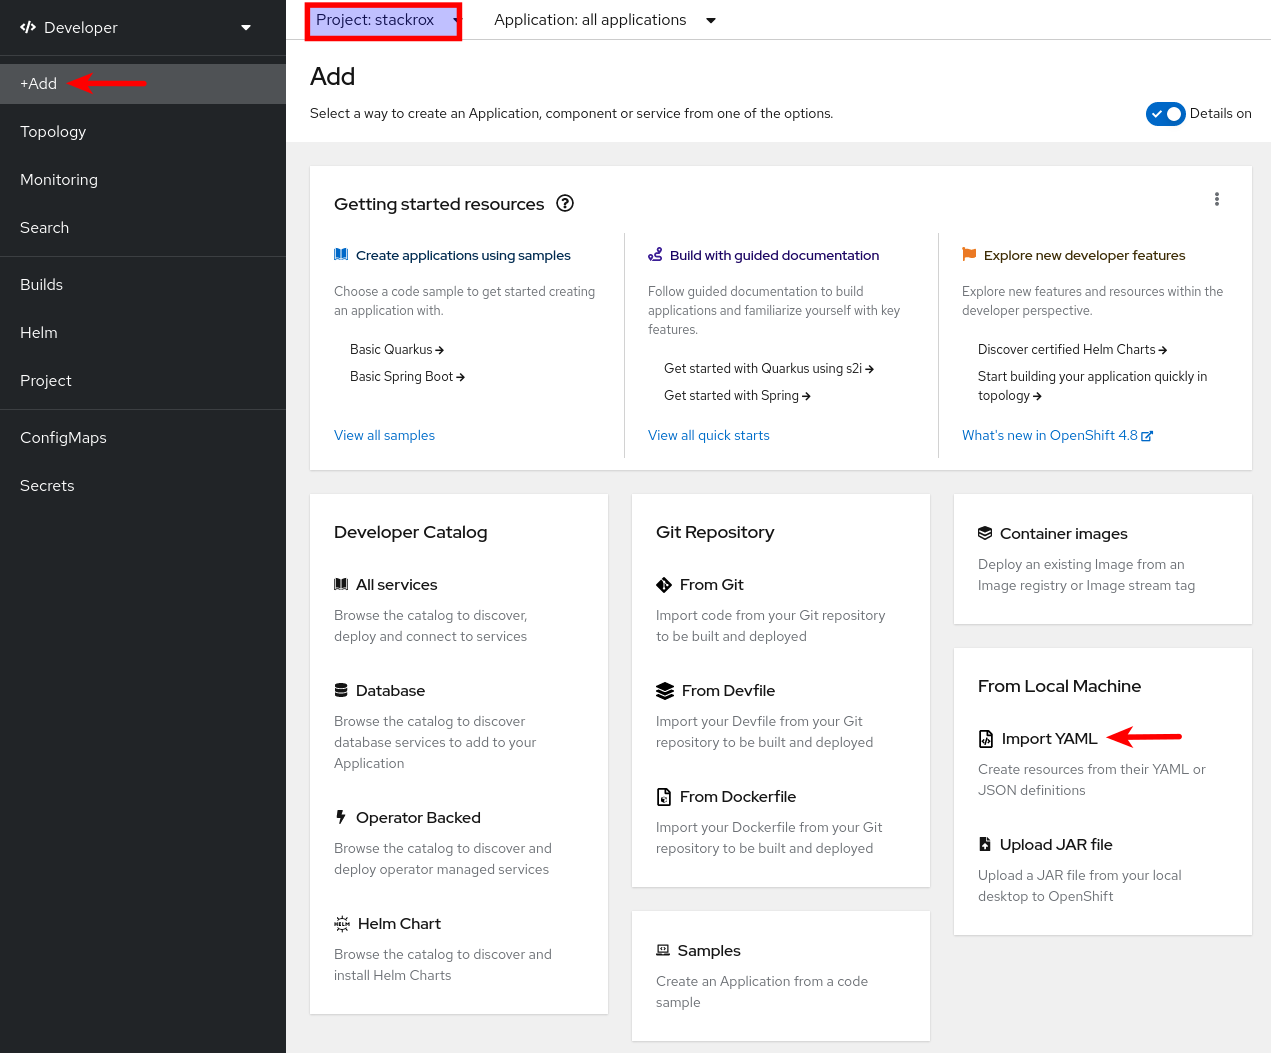 Developer
+Add
Topology
Monitoring
Search
Builds
Helm
Project
ConfigMaps
Secrets
Project: stackrox
Application: all applications
Add
Select a way to create an Application, component or service from one of the options.
Details on
Getting started resources
Create applications using samples
Choose a code sample to get started creating
an application with.
Basic Quarkus
Basic Spring Boot
View all samples
Build with guided documentation
Follow guided documentation to build
applications and familiarize yourself with key
features.
Get started with Quarkus using s2i
Get started with Spring
View all quick starts
Explore new developer features
Explore new features and resources within the
developer perspective.
Discover certified Helm Charts
Start building your application quickly in
topology
What's new in OpenShift 4.8
Developer Catalog
All services
Browse the catalog to discover,
deploy and connect to services
Database
Browse the catalog to discover
database services to add to your
Application
Operator Backed
Browse the catalog to discover and
deploy operator managed services
HELM
Helm Chart
Browse the catalog to discover and
install Helm Charts
Git Repository
From Git
Import code from your Git repository
to be built and deployed
From Devfile
Import your Devfile from your Git
repository to be built and deployed
From Dockerfile
Import your Dockerfile from your Git
repository to be built and deployed
Samples
Create an Application from a code
sample
Container images
Deploy an existing Image from an
Image registry or Image stream tag
From Local Machine
Import YAML
Create resources from their YAML or
JSON definitions
Upload JAR file
Upload a JAR file from your local
desktop to OpenShift